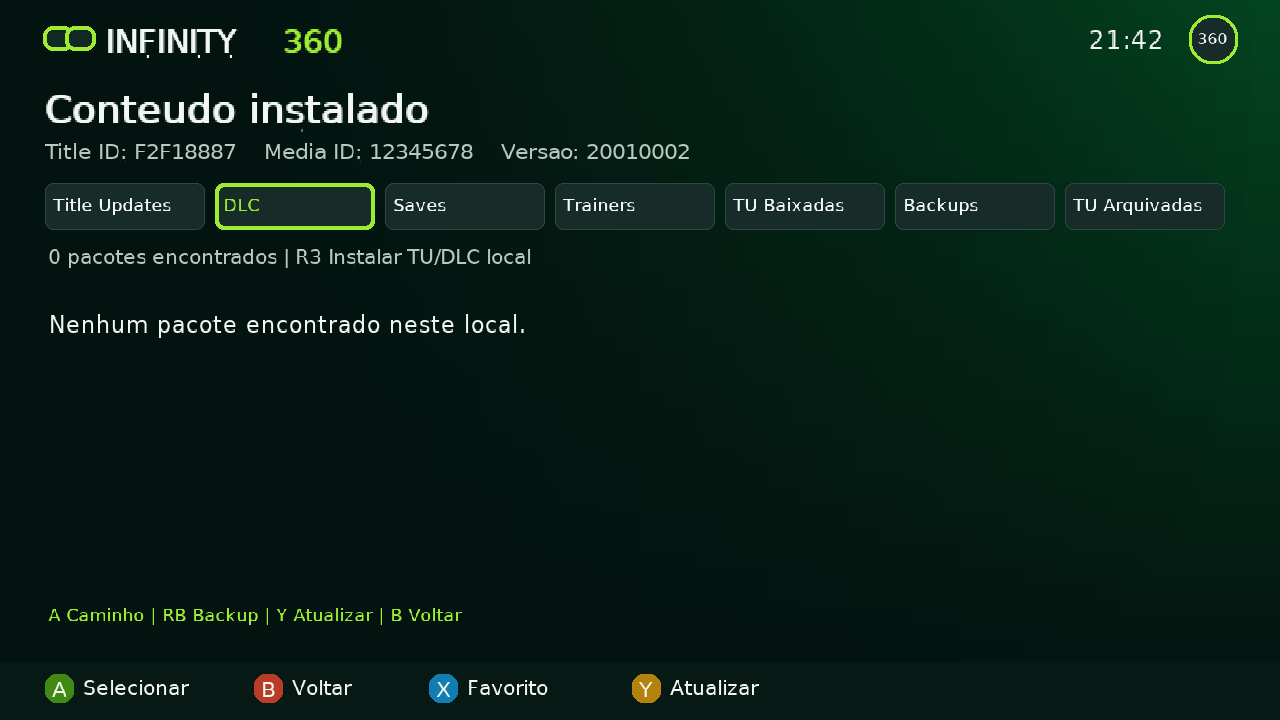 INFINITY 360 21:42 360
Conteudo instalado
Title ID: F2F18887 Media ID: 12345678 Versao: 20010002
Title Updates DLC Saves Trainers TU Baixadas Backups TU Arquivadas
0 pacotes encontrados | R3 Instalar TU/DLC local
Nenhum pacote encontrado neste local.
A Caminho | RB Backup | Y Atualizar | B Voltar
A Selecionar B Voltar X Favorito Y Atualizar